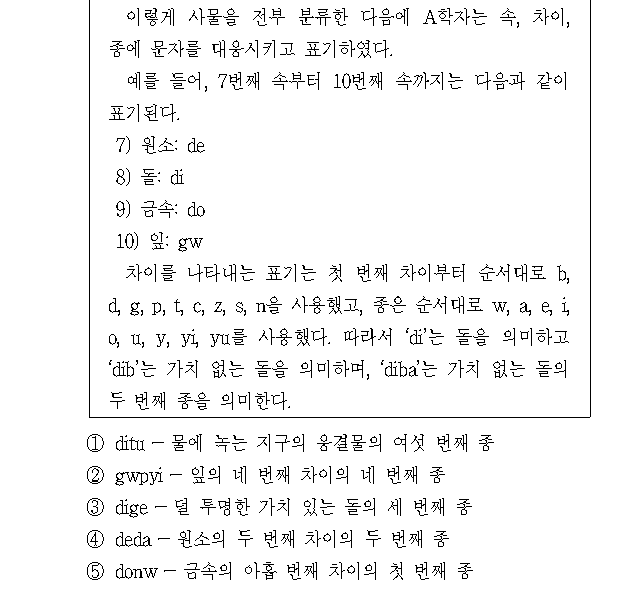 이렇게 사물을 전부 분류한 다음에 A학자는 속, 차이,
종에 문자를 대응시키고 표기하였다.
예를 들어, 7번째 속부터 10번째 속까지는 다음과 같이
표기된다.
7) 원소: de
8) 돌: di
9) 금속: do
10) 잎: gw
차이를 나타내는 표기는 첫 번째 차이부터 순서대로 b,
d, g, p, t, c, z, s, n을 사용했고, 종은 순서대로 w, a, e, i,
o, u, y, yi, yu를 사용했다. 따라서 ‘di’는 돌을 의미하고
‘dib’는 가치 없는 돌을 의미하며, ‘diba’는 가치 없는 돌의
두 번째 종을 의미한다.
① ditu － 물에 녹는 지구의 응결물의 여섯 번째 종
② gwpyi － 잎의 네 번째 차이의 네 번째 종
③ dige － 덜 투명한 가치 있는 돌의 세 번째 종
④ deda － 원소의 두 번째 차이의 두 번째 종
⑤ donw － 금속의 아홉 번째 차이의 첫 번째 종